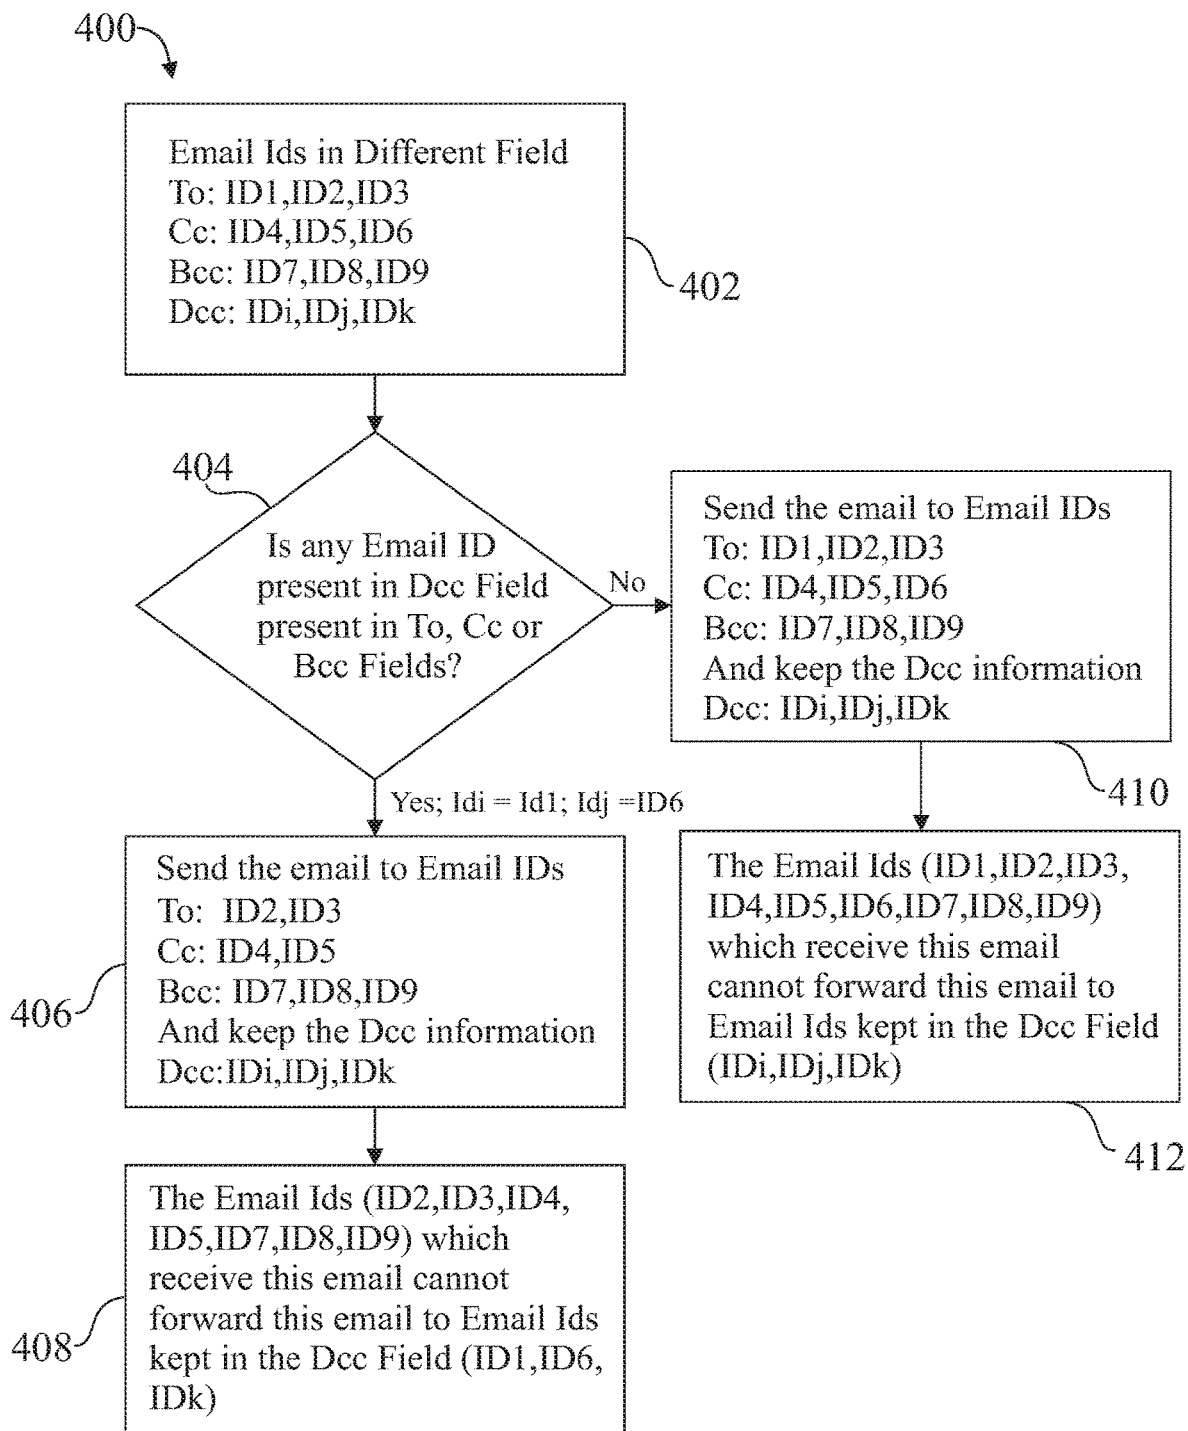 400
Email Ids in Different Field
To: ID1,ID2,ID3
Cc: ID4,ID5,ID6
Bcc: ID7,ID8,ID9
Dcc: IDi,IDj,IDk
402
404
Is any Email ID
present in Dcc Field
present in To, Cc or
Bcc Fields?
No
Send the email to Email IDs
To: ID1,ID2,ID3
Cc: ID4,ID5,ID6
Bcc: ID7,ID8,ID9
And keep the Dcc information
Dcc: IDi,IDj,IDk
410
Yes; Idi = Id1; Idj =ID6
Send the email to Email IDs
To: ID2,ID3
Cc: ID4,ID5
Bcc: ID7,ID8,ID9
And keep the Dcc information
Dcc:IDi,IDj,IDk
406
The Email Ids (ID1,ID2,ID3,
ID4,ID5,ID6,ID7,ID8,ID9)
which receive this email
cannot forward this email to
Email Ids kept in the Dcc Field
(IDi,IDj,IDk)
412
The Email Ids (ID2,ID3,ID4,
ID5,ID7,ID8,ID9) which
receive this email cannot
forward this email to Email Ids
kept in the Dcc Field (ID1,ID6,
IDk)
408